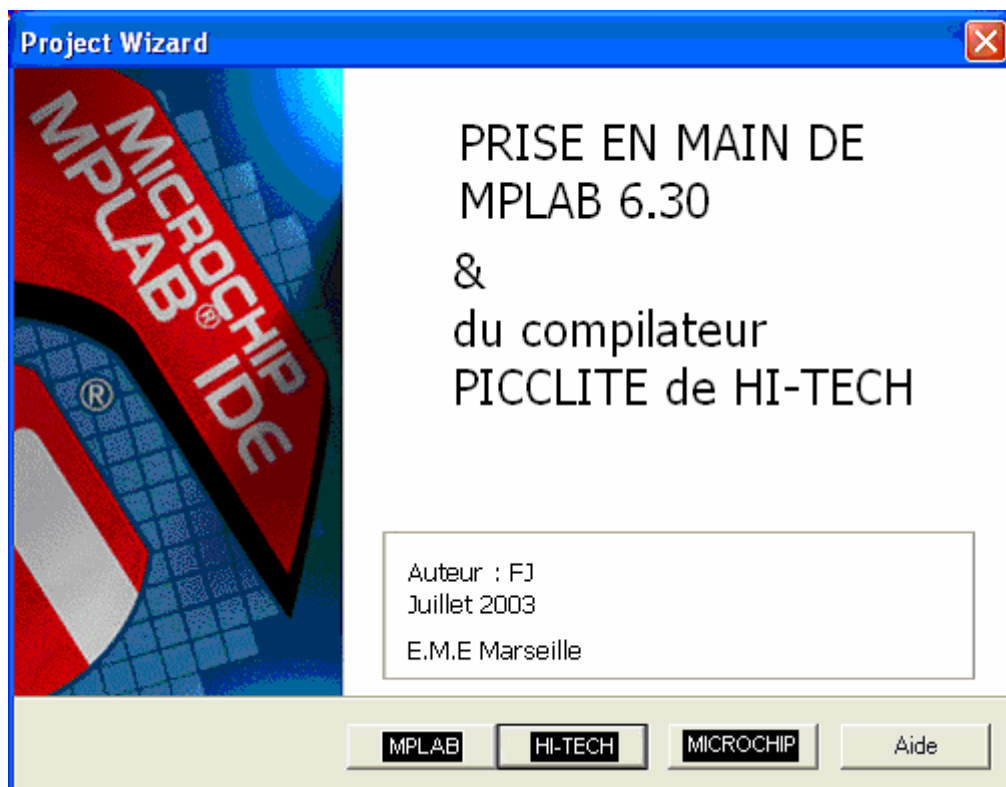 Project Wizard
MICROCHIP
MPLAB® IDE
®
PRISE EN MAIN DE
MPLAB 6.30
&
du compilateur
PICCLITE de HI-TECH
Auteur : FJ
Juillet 2003
E.M.E Marseille
MPLAB HI-TECH MICROCHIP Aide